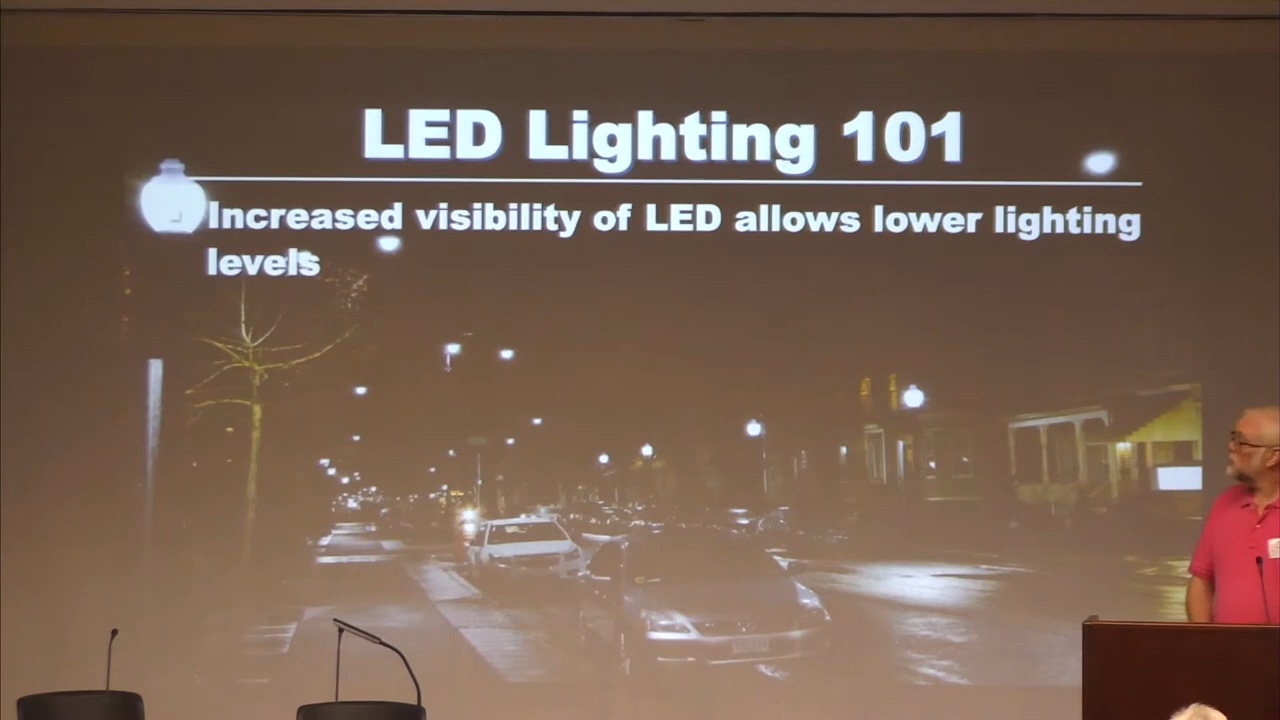 LED Lighting 101
Increased visibility of LED allows lower lighting
levels